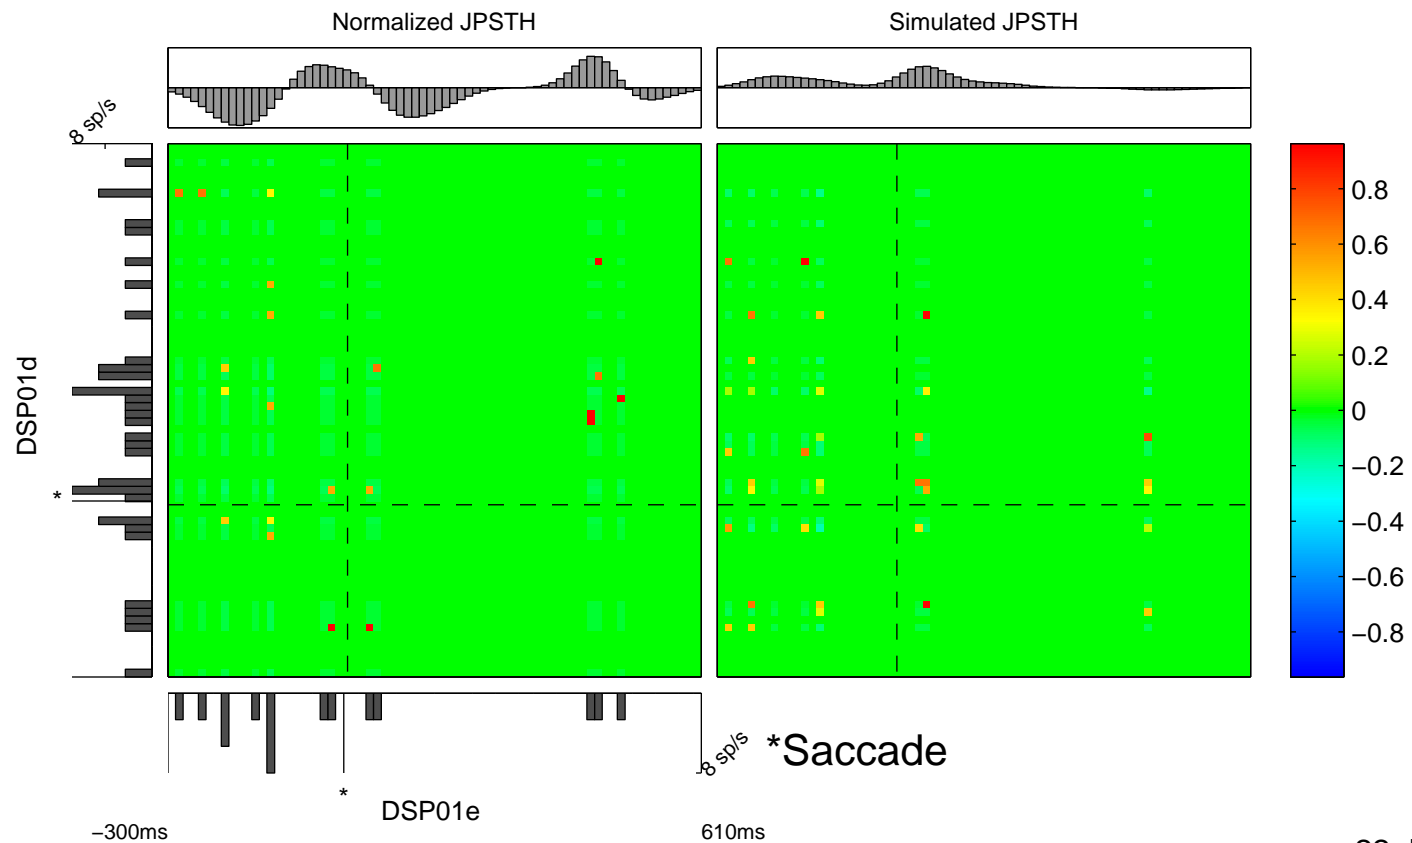 Normalized JPSTH
Simulated JPSTH
8 sp/s
DSP01d
*
0.8
0.6
0.4
0.2
0
−0.2
−0.4
−0.6
−0.8
8 sp/s
*Saccade
*
DSP01e
−300ms
610ms